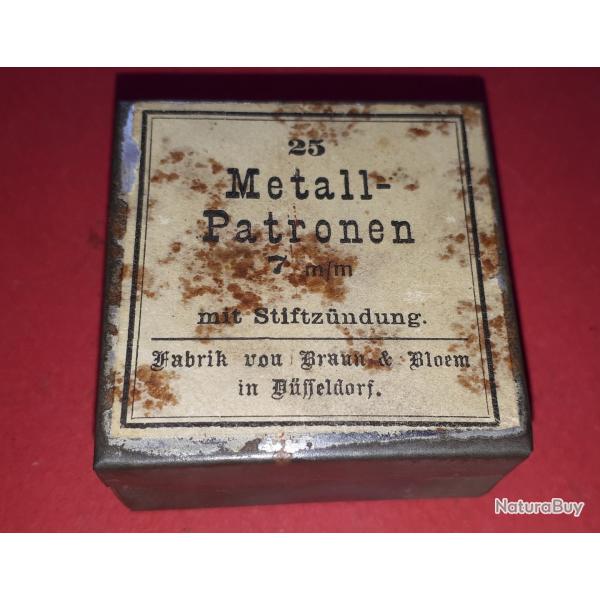 25
Metall-
Patronen
7 m/m
mit Stiftzündung.
Fabrik von Braun & Bloem
in Düsseldorf.
NaturaBuy